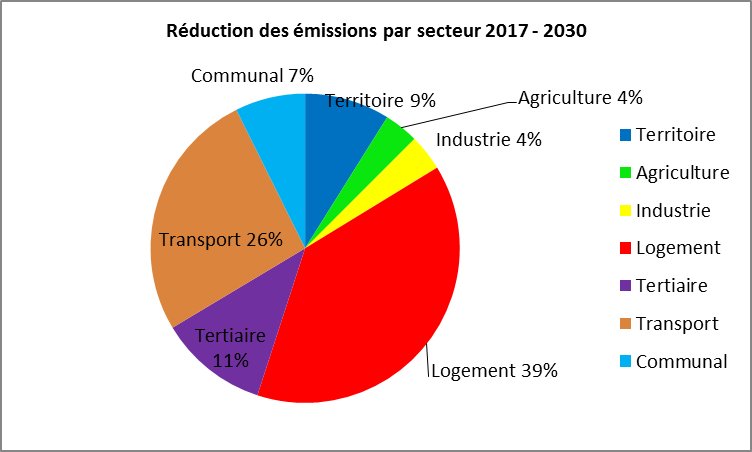 Réduction des émissions par secteur 2017 - 2030
Communal 7%
Territoire 9%
Agriculture 4%
Industrie 4%
Transport 26%
Tertiaire
11%
Logement 39%
Territoire
Agriculture
Industrie
Logement
Tertiaire
Transport
Communal